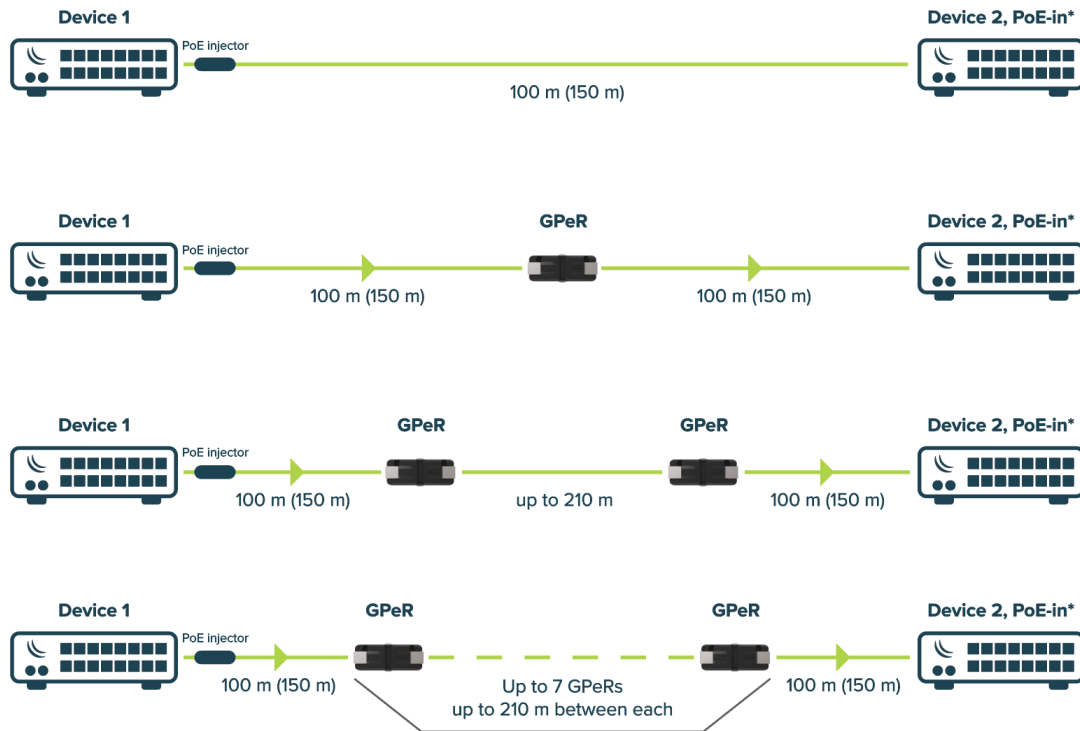 Device 1
Device 2, PoE-in*
PoE injector
100 m (150 m)
Device 1
GPeR
Device 2, PoE-in*
PoE injector
100 m (150 m)
100 m (150 m)
Device 1
GPeR
GPeR
Device 2, PoE-in*
PoE injector
100 m (150 m)
up to 210 m
100 m (150 m)
Device 1
GPeR
GPeR
Device 2, PoE-in*
PoE injector
100 m (150 m)
Up to 7 GPeRs
up to 210 m between each
100 m (150 m)